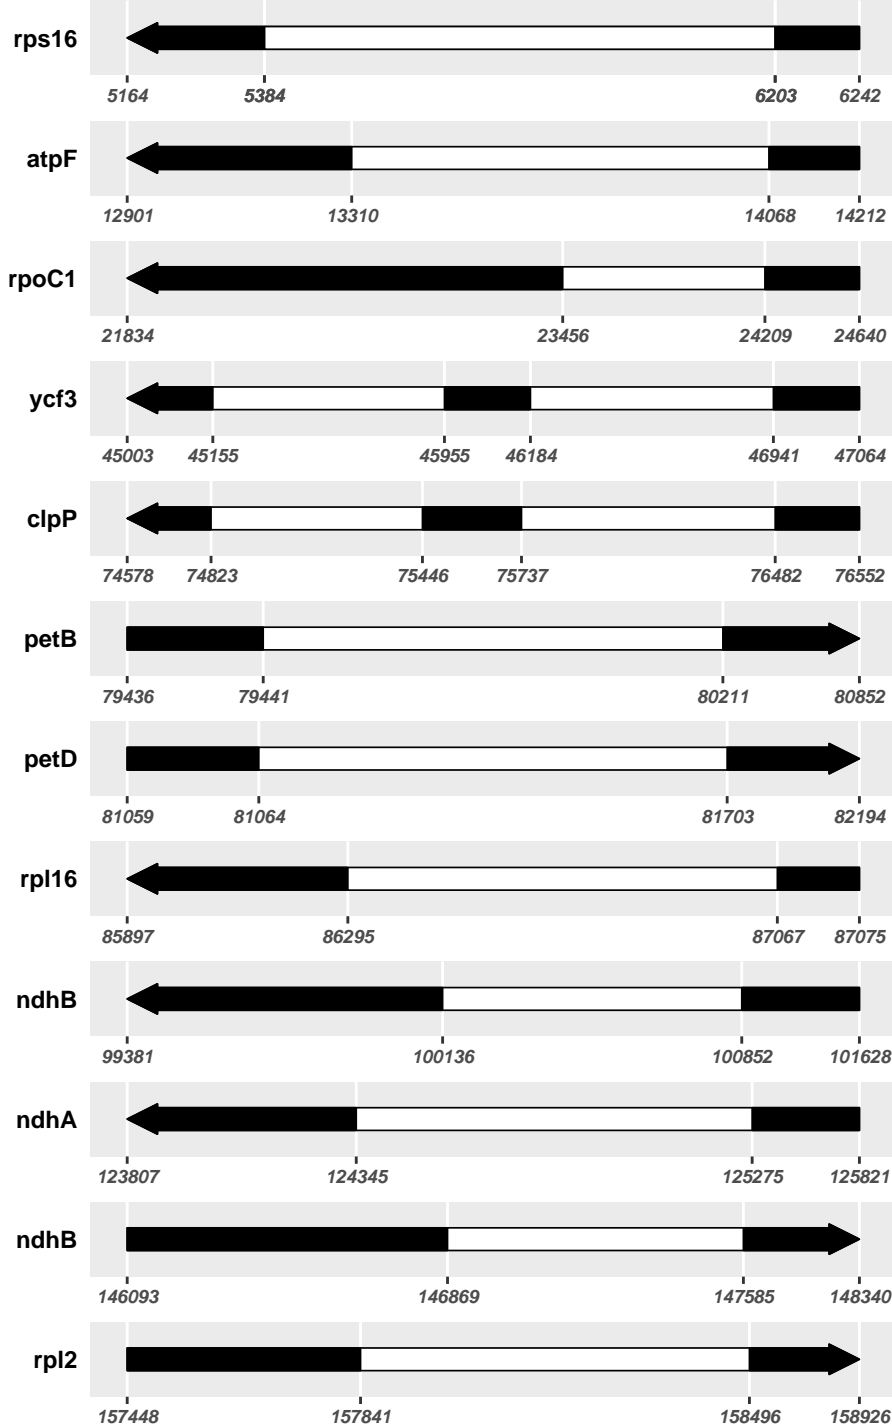 rps16
5164 5384 6203 6242
atpF
12901 13310 14068 14212
rpoC1
21834 23456 24209 24640
ycf3
45003 45155 45955 46184 46941 47064
clpP
74578 74823 75446 75737 76482 76552
petB
79436 79441 80211 80852
petD
81059 81064 81703 82194
rpl16
85897 86295 87067 87075
ndhB
99381 100136 100852 101628
ndhA
123807 124345 125275 125821
ndhB
146093 146869 147585 148340
rpl2
157448 157841 158496 158926